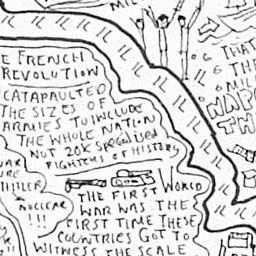 MIL
E FRENCH
REVOLUTION
CATAPAULTED
THE SIZES OF
ARMIES TO INCLUDE
THE WHOLE NATION
NOT 20K SPECIALISED
FIGHTERS OF HISTORY
THAT
THE
MIL
NAPO
TH
WAR
URE
HITLER
NUCLEAR
!!!
THE FIRST WORLD
WAR WAS THE
FIRST TIME THESE
COUNTRIES GOT TO
WITNESS THE SCALE